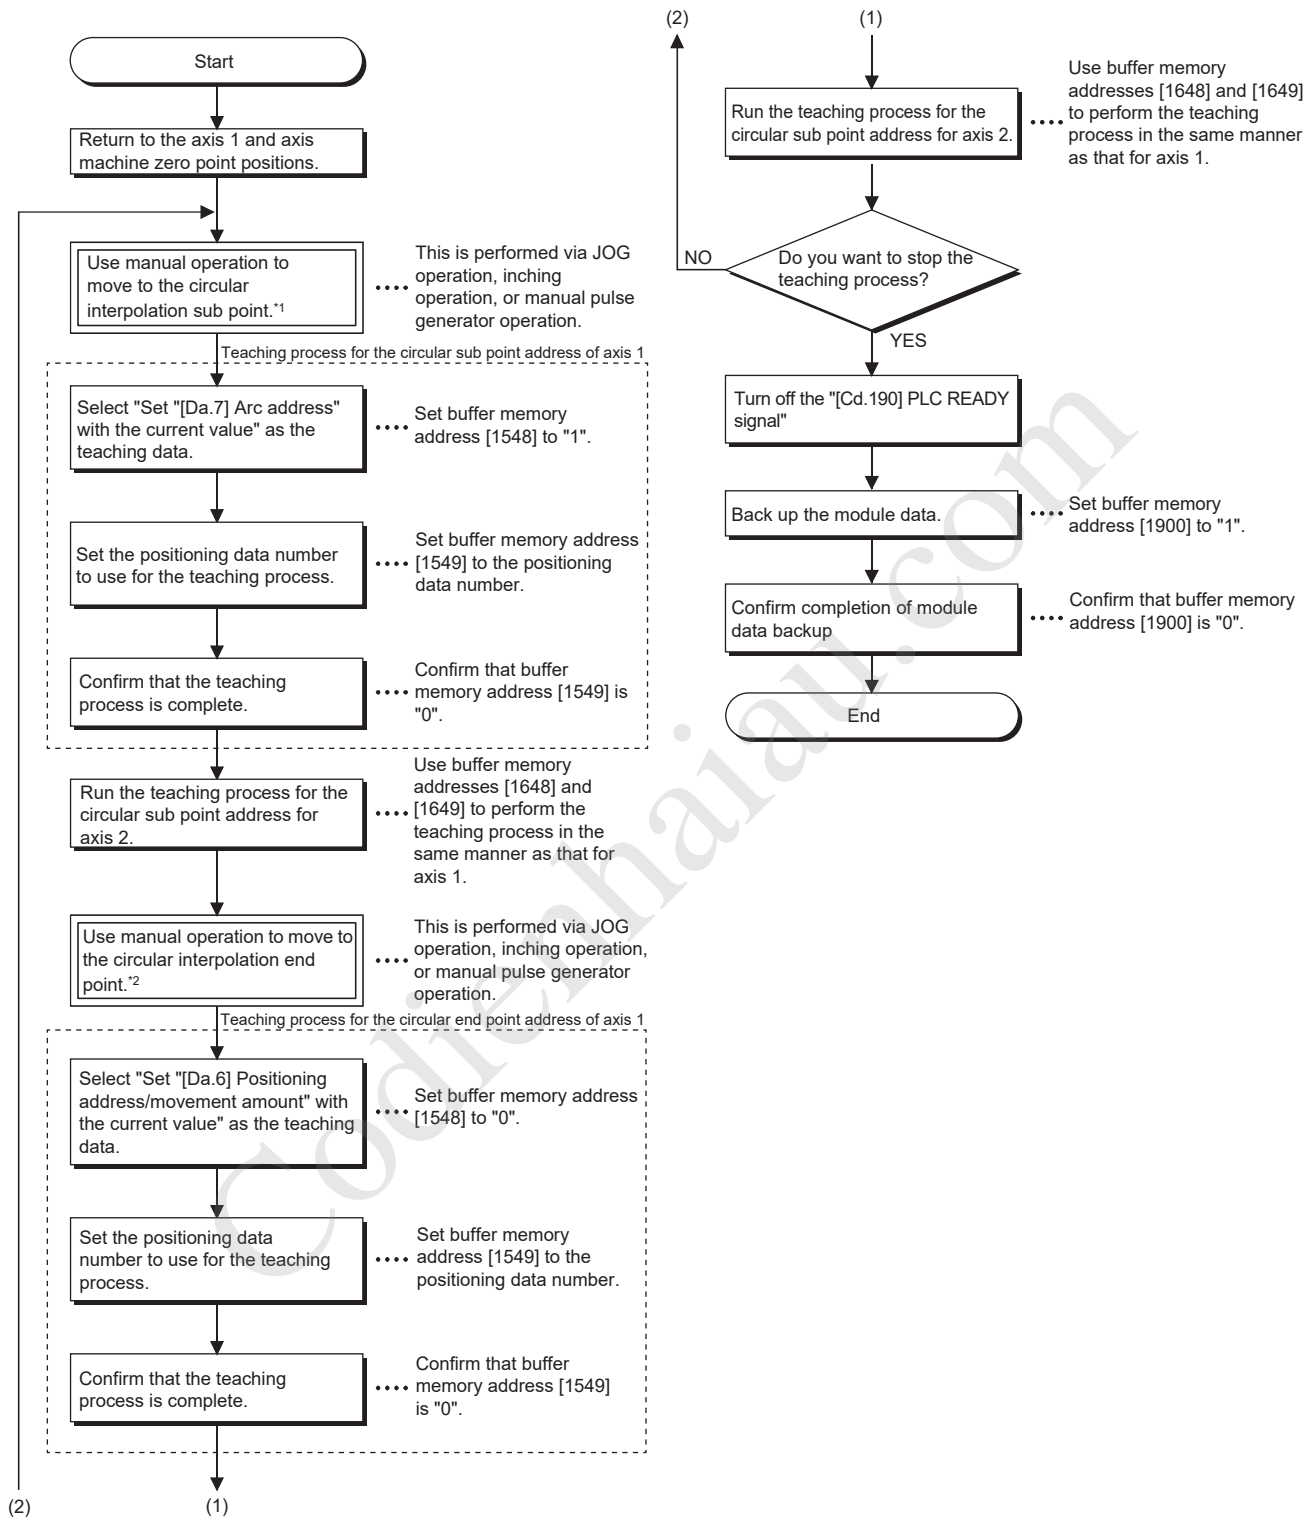 Start
Return to the axis 1 and axis
machine zero point positions.
Use manual operation to
move to the circular
interpolation sub point.*1
This is performed via JOG
operation, inching
operation, or manual pulse
generator operation.
Teaching process for the circular sub point address of axis 1
Select "Set "[Da.7] Arc address"
with the current value" as the
teaching data.
Set buffer memory
address [1548] to "1".
Set the positioning data number
to use for the teaching process.
Set buffer memory address
[1549] to the positioning
data number.
Confirm that the teaching
process is complete.
Confirm that buffer
memory address [1549] is
"0".
Run the teaching process for the
circular sub point address for
axis 2.
Use buffer memory
addresses [1648] and
[1649] to perform the
teaching process in the
same manner as that for
axis 1.
Use manual operation to move to
the circular interpolation end
point.*2
This is performed via JOG
operation, inching operation,
or manual pulse generator
operation.
Teaching process for the circular end point address of axis 1
Select "Set "[Da.6] Positioning
address/movement amount" with
the current value" as the teaching
data.
Set buffer memory address
[1548] to "0".
Set the positioning data
number to use for the teaching
process.
Set buffer memory
address [1549] to the
positioning data number.
Confirm that the teaching
process is complete.
Confirm that buffer
memory address [1549]
is "0".
(2)
(1)
(2)
(1)
Run the teaching process for the
circular sub point address for axis 2.
Use buffer memory
addresses [1648] and [1649]
to perform the teaching
process in the same manner
as that for axis 1.
Do you want to stop the
teaching process?
NO
YES
Turn off the "[Cd.190] PLC READY
signal"
Back up the module data.
Set buffer memory
address [1900] to "1".
Confirm completion of module
data backup
Confirm that buffer memory
address [1900] is "0".
End
Codienhaiau.com